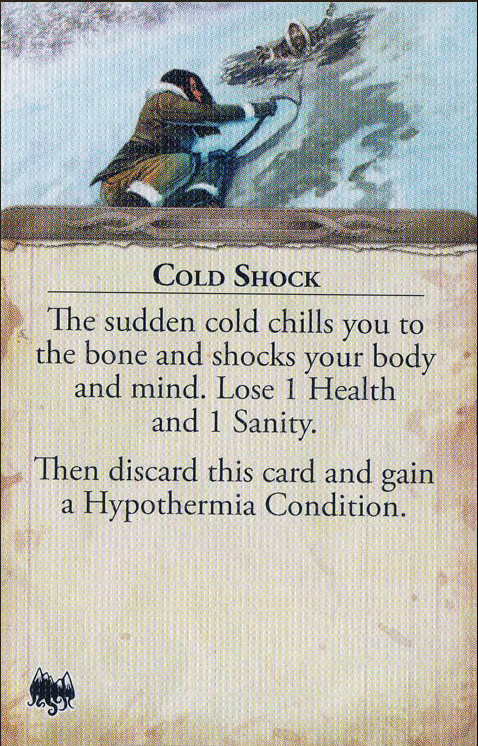 Cold Shock
The sudden cold chills you to
the bone and shocks your body
and mind. Lose 1 Health
and 1 Sanity.
Then discard this card and gain
a Hypothermia Condition.